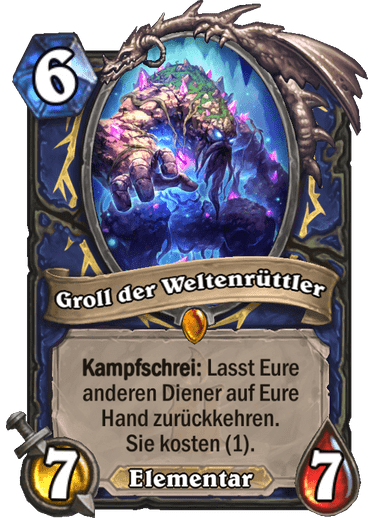 6
Groll der Weltenrüttler
Kampfschrei: Lasst Eure
anderen Diener auf Eure
Hand zurückkehren.
Sie kosten (1).
7
Elementar
7